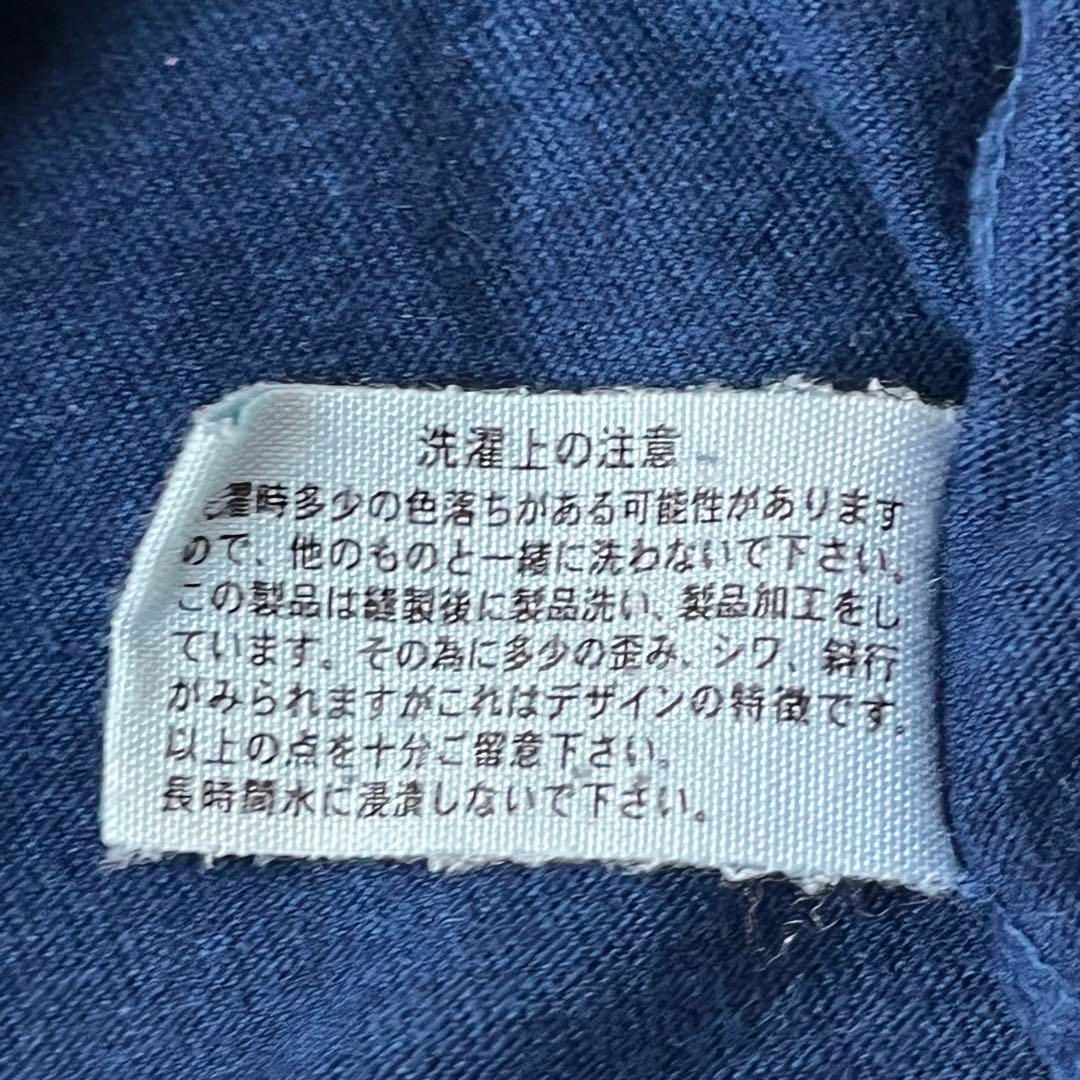 洗濯上の注意
洗濯時多少の色落ちがある可能性があります
ので、他のものと一緒に洗わないで下さい。
この製品は縫製後に製品洗い、製品加工をし
ています。その為に多少の歪み、シワ、斜行
がみられますがこれはデザインの特徴です。
以上の点を十分ご留意下さい。
長時間水に浸漬しないで下さい。